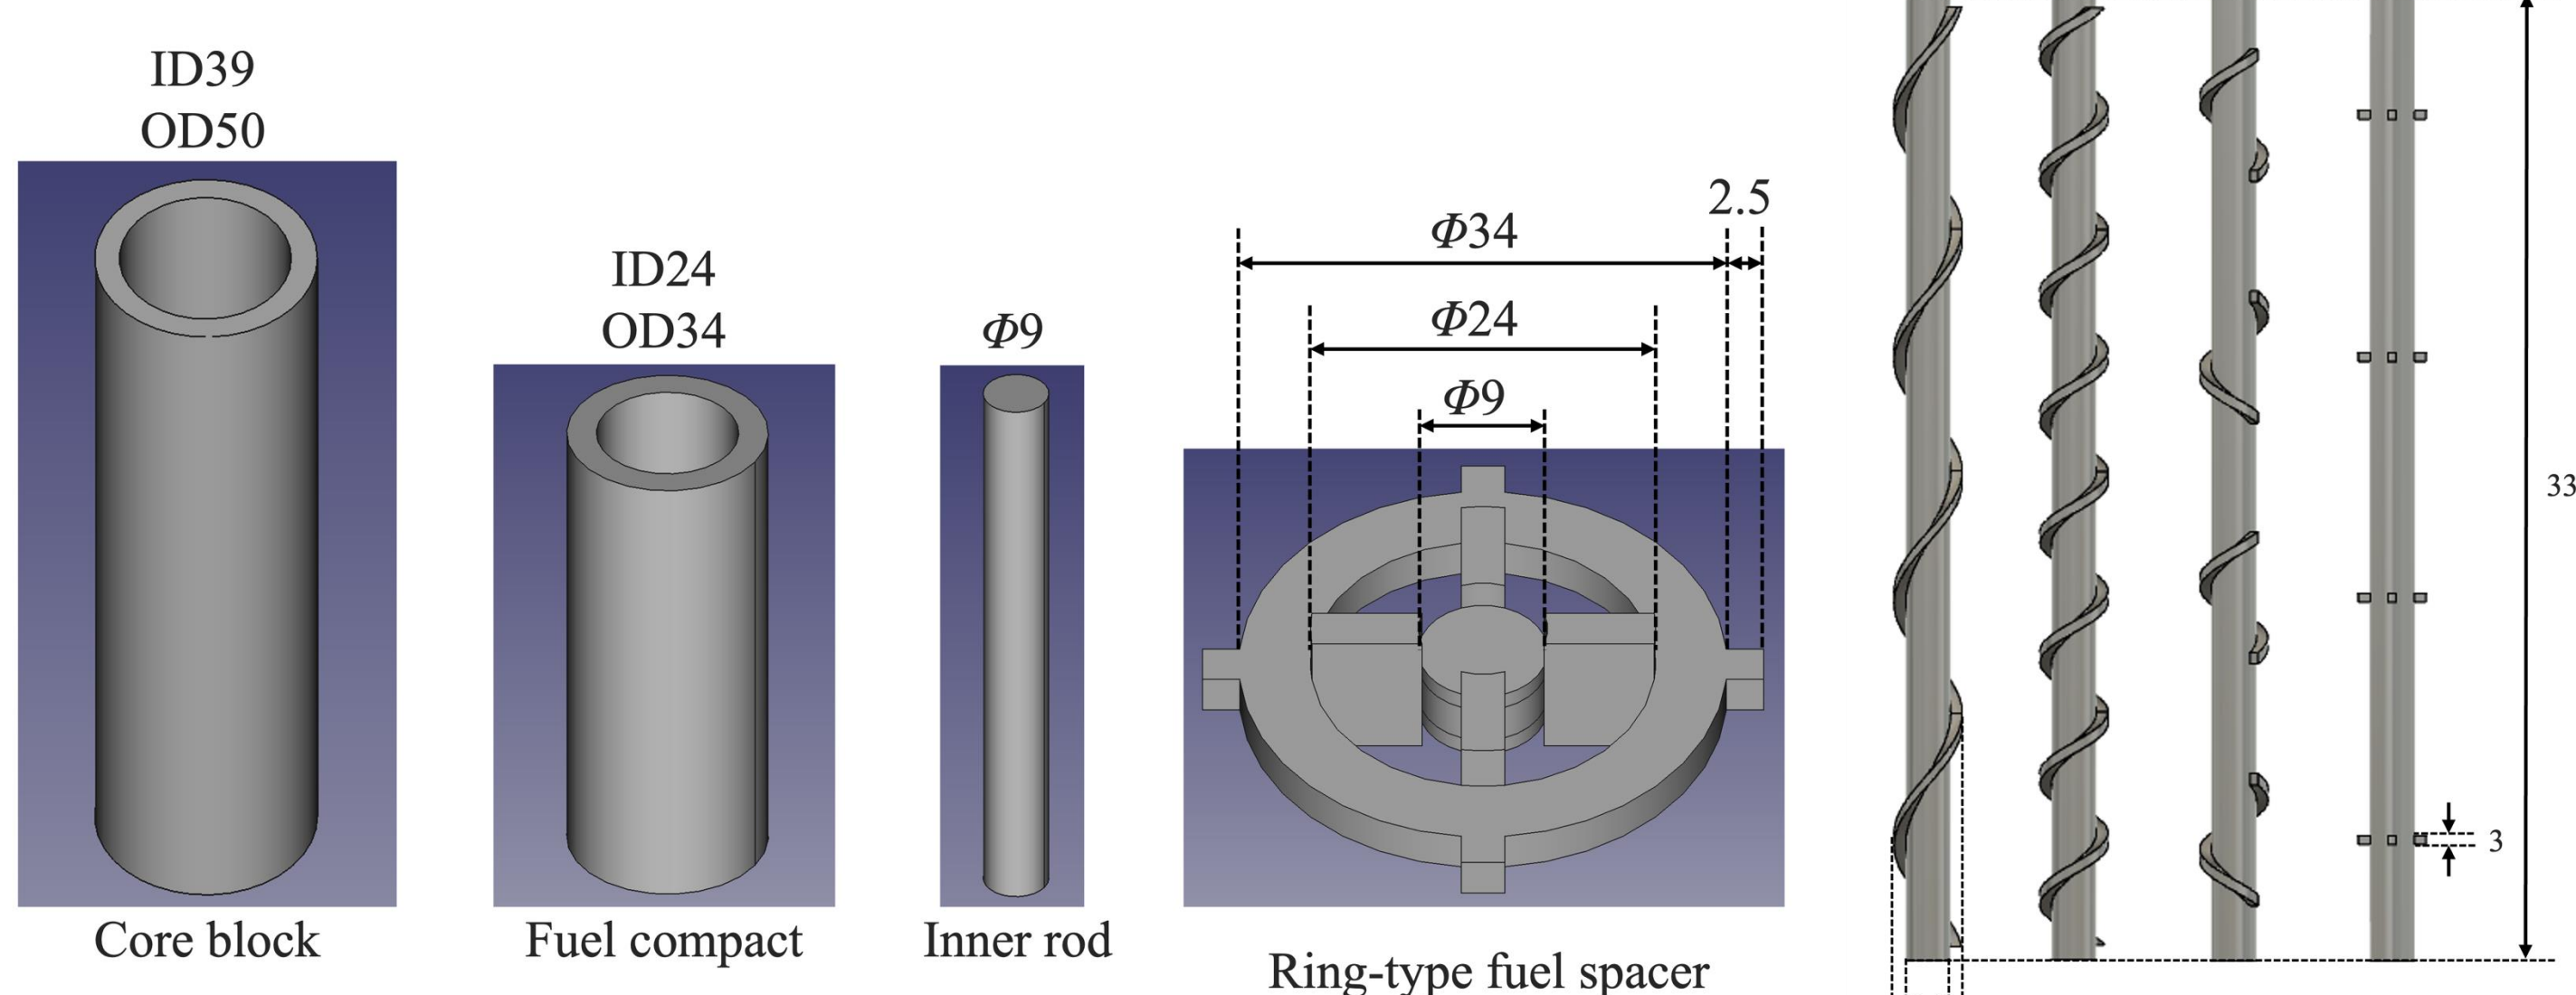 ID39
OD50
ID24
OD34
Φ9
2.5
Φ34
Φ24
Φ9
33
3
Core block
Fuel compact
Inner rod
Ring-type fuel spacer